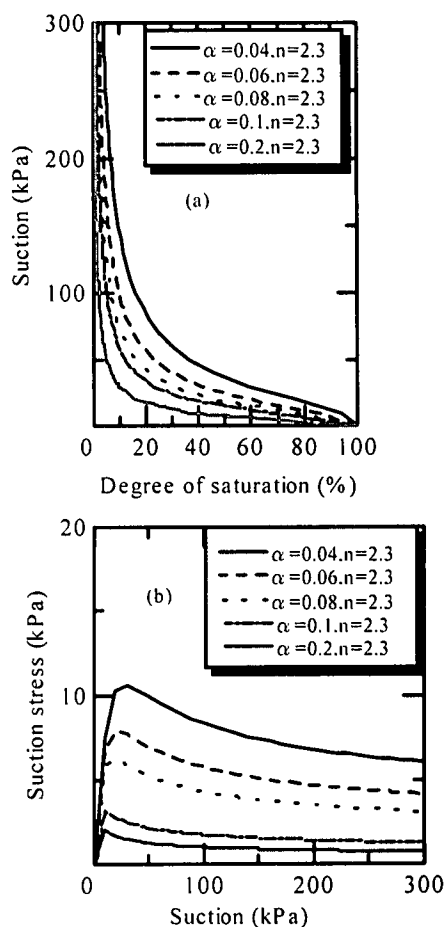 300
α=0.04.n=2.3
α=0.06.n=2.3
α=0.08.n=2.3
α=0.1.n=2.3
α=0.2.n=2.3
200
(a)
100
Suction (kPa)
0 20 40 60 80 100
Degree of saturation (%)
20
α=0.04.n=2.3
α=0.06.n=2.3
α=0.08.n=2.3
α=0.1.n=2.3
α=0.2.n=2.3
(b)
10
Suction stress (kPa)
0 100 200 300
Suction (kPa)